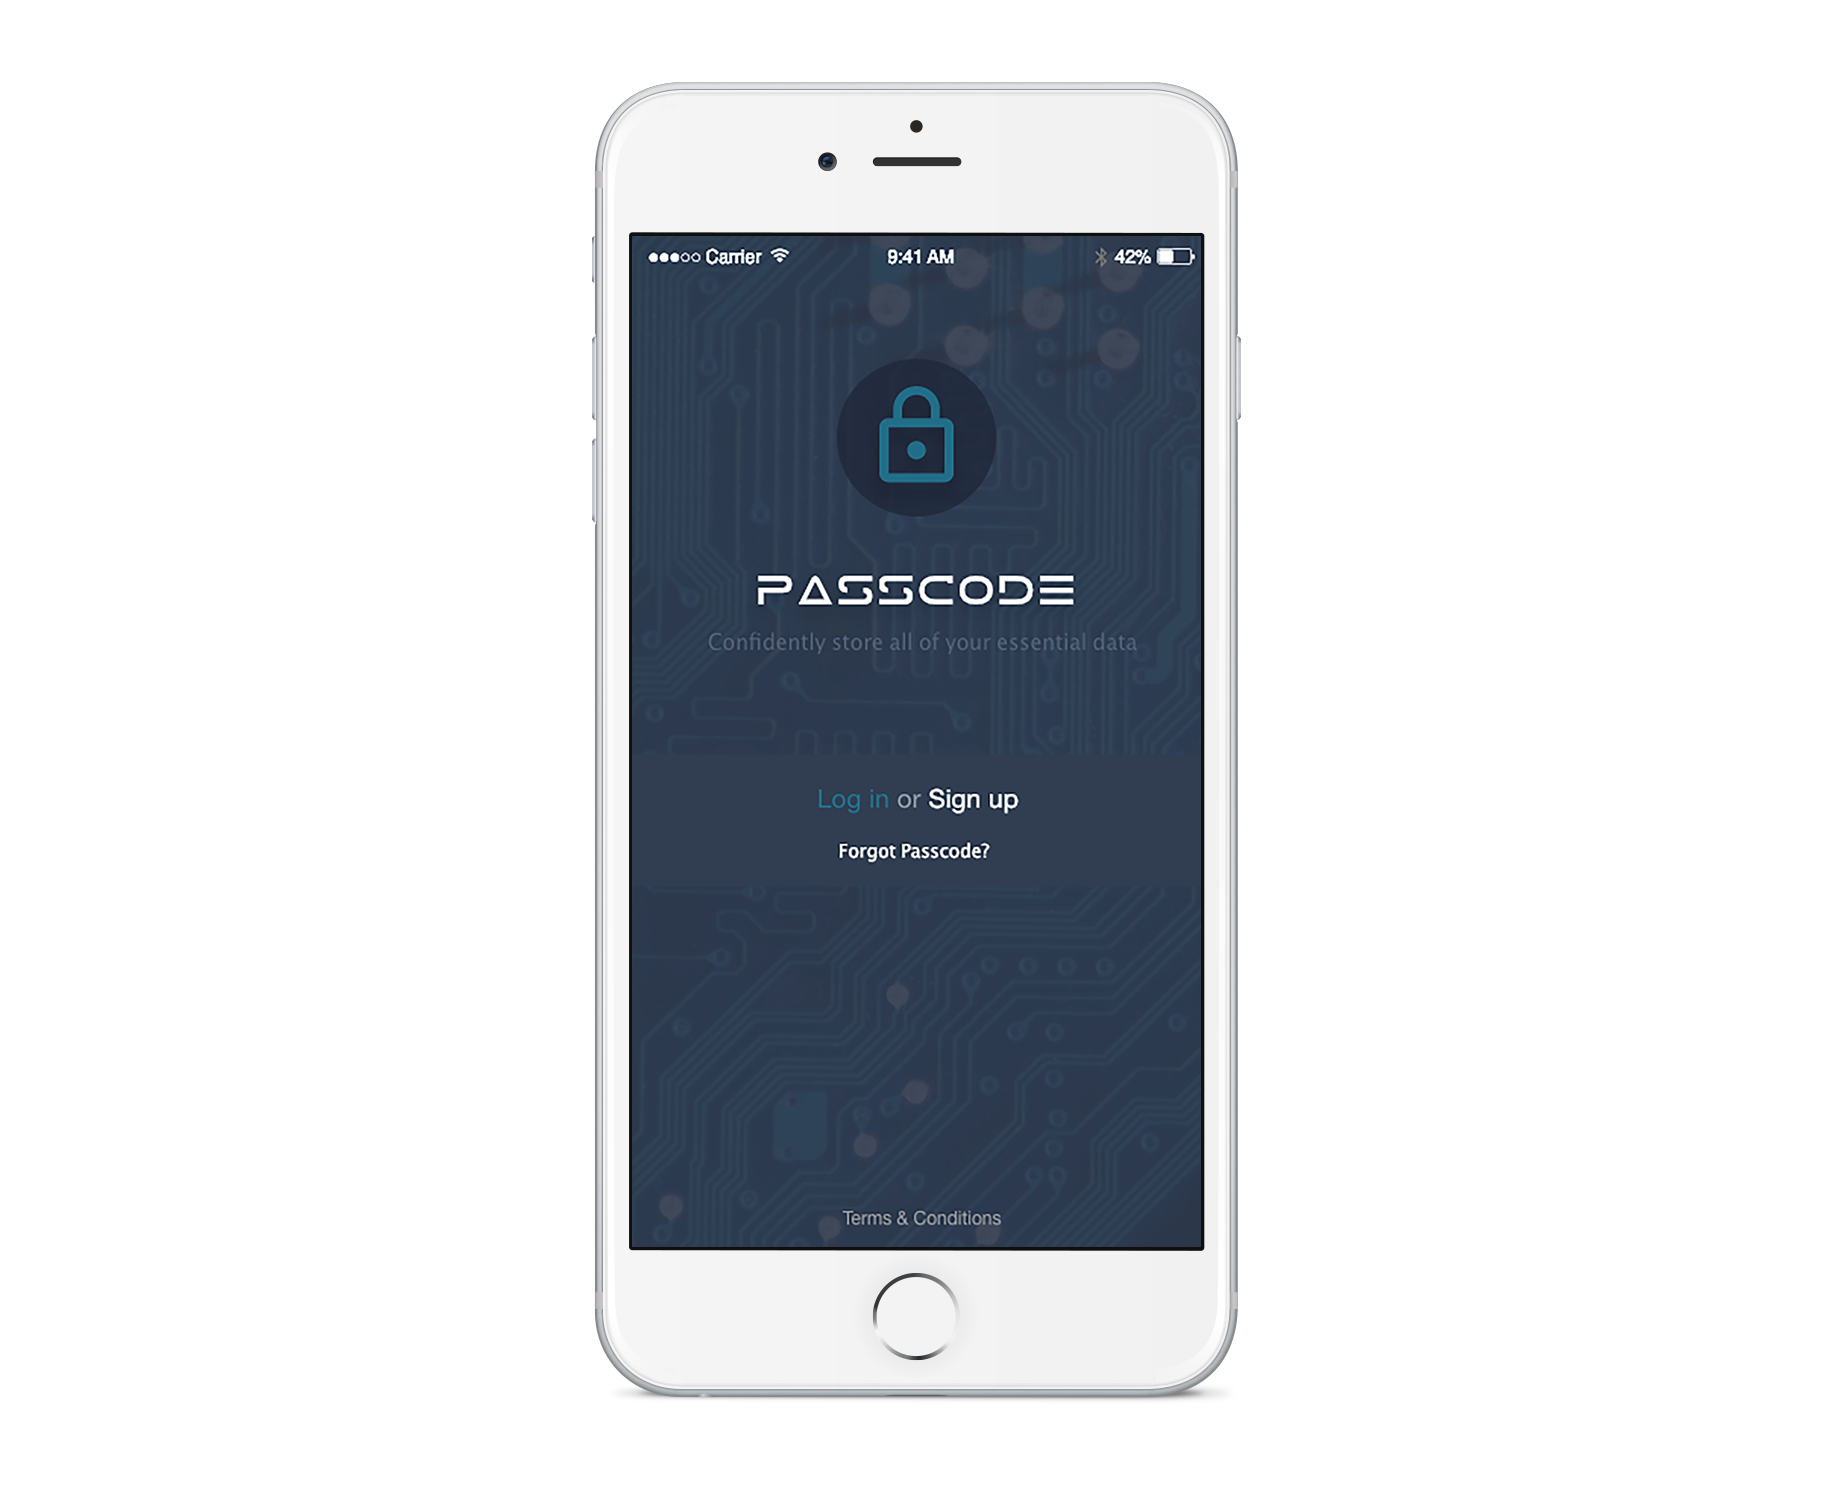 Carrier 9:41 AM 42%
PASSCODE
Confidently store all of your essential data
Log in or Sign up
Forgot Passcode?
Terms & Conditions